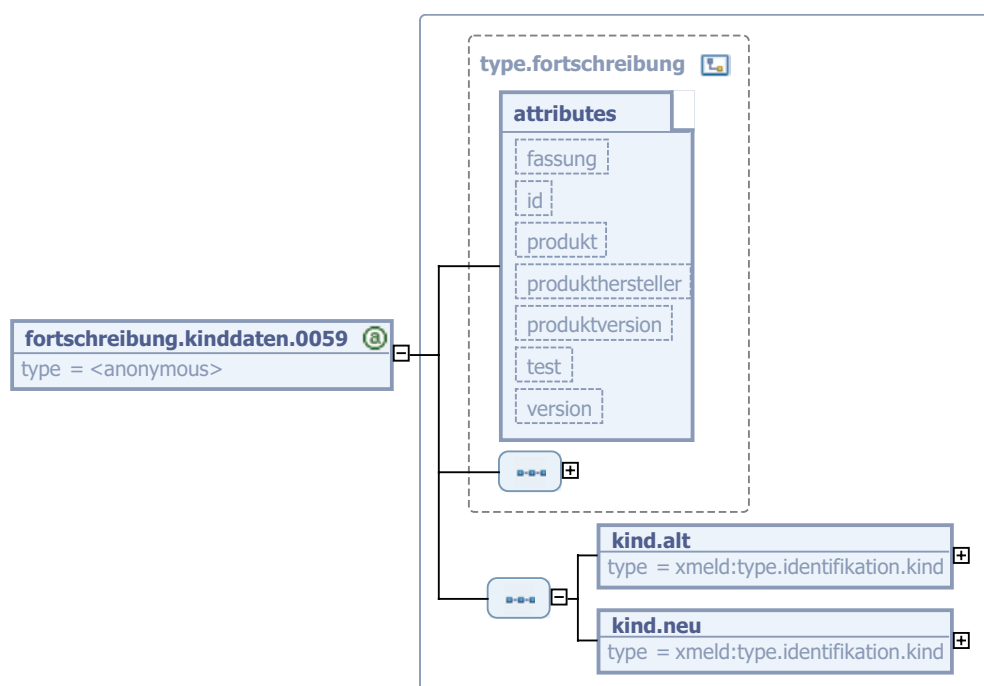 type.fortschreibung
attributes
fassung
id
produkt
produkthersteller
produktversion
test
version
fortschreibung.kinddaten.0059 @
type = <anonymous>
kind.alt
type = xmeld:type.identifikation.kind
kind.neu
type = xmeld:type.identifikation.kind